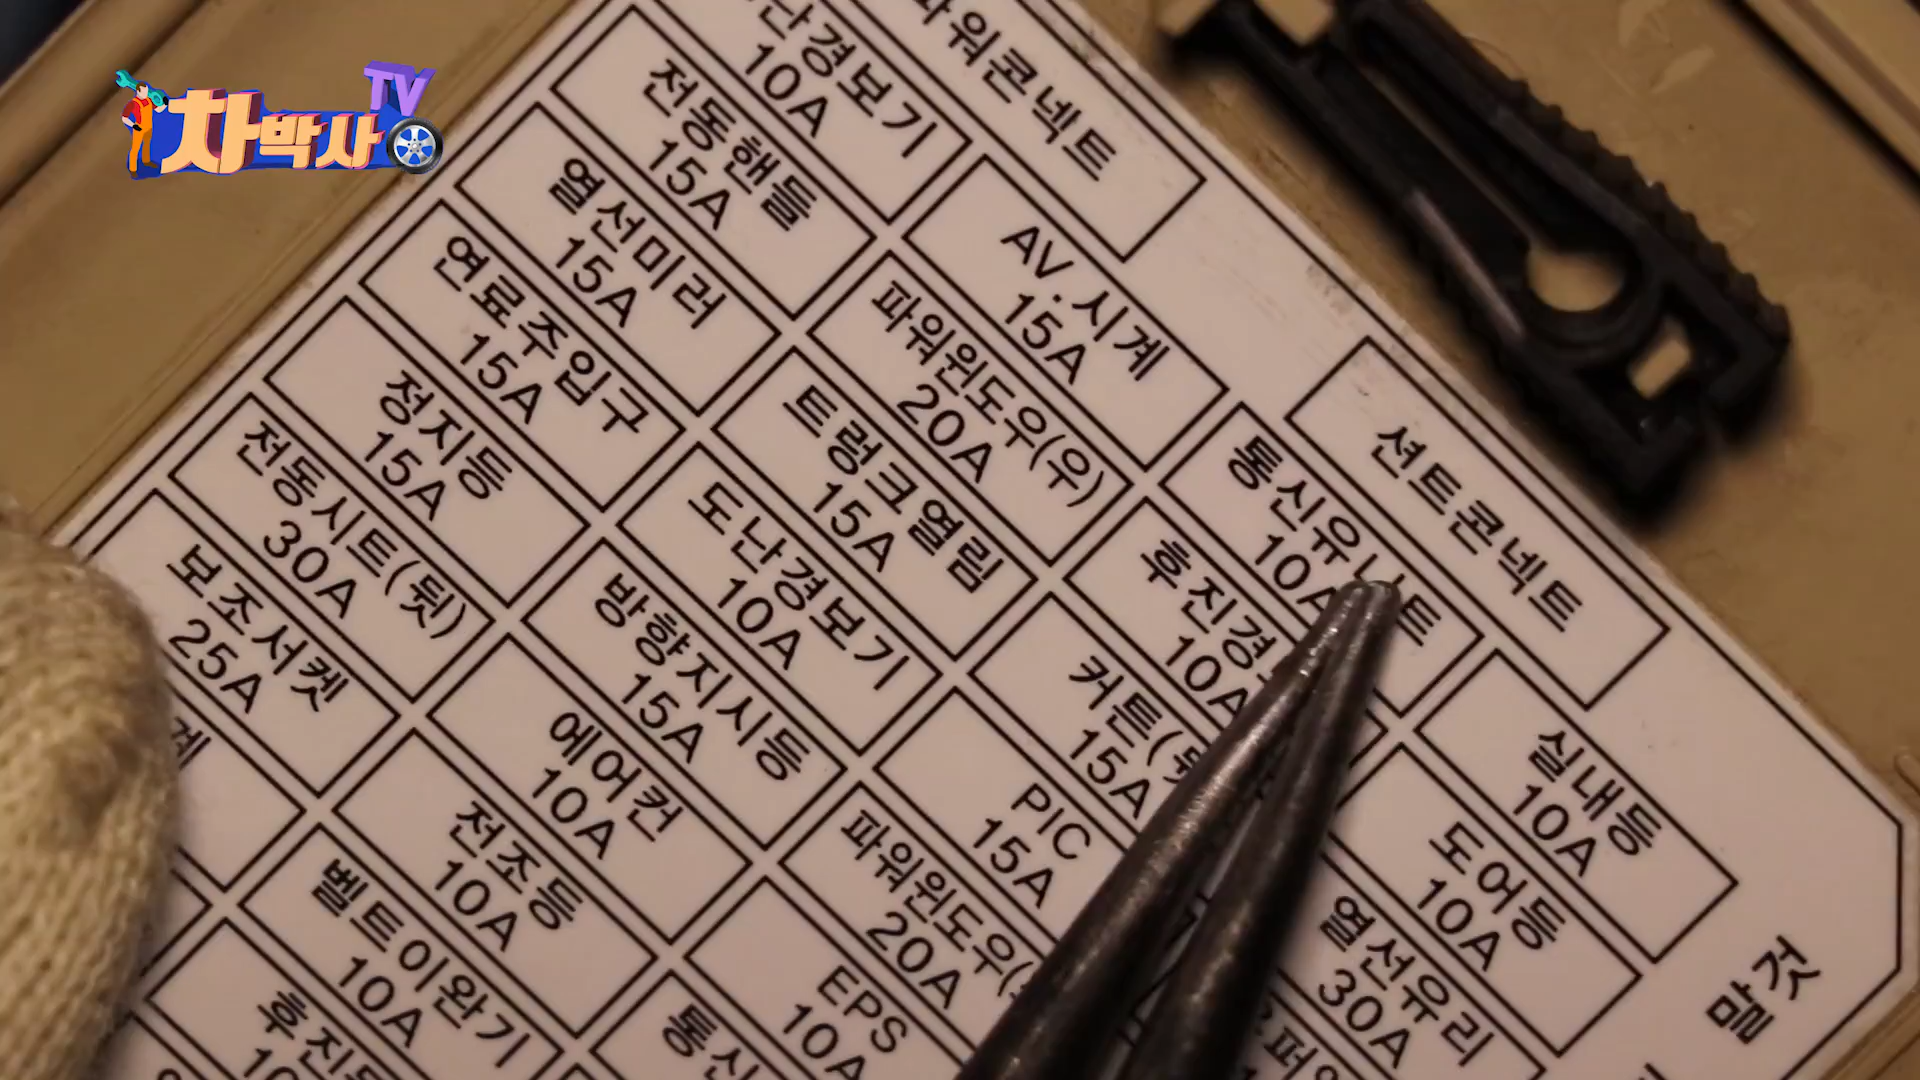 차박사 TV
파워콘넥트
난경보기
10A
전동핸들
15A
열선미러
15A
연료주입구
15A
정지등
15A
전동시트(뒷)
30A
보조서켓
25A
AV.시계
15A
파워윈도우(우)
20A
트렁크열림
15A
도난경보기
10A
방향지시등
15A
에어컨
10A
전조등
10A
벨트이완기
10A
션트콘넥트
통신유니트
10A
후진경
10A
커튼(뒷
15A
PIC
15A
파워윈도우(
20A
EPS
10A
통신
실내등
10A
도어등
10A
열선유리
30A
말것